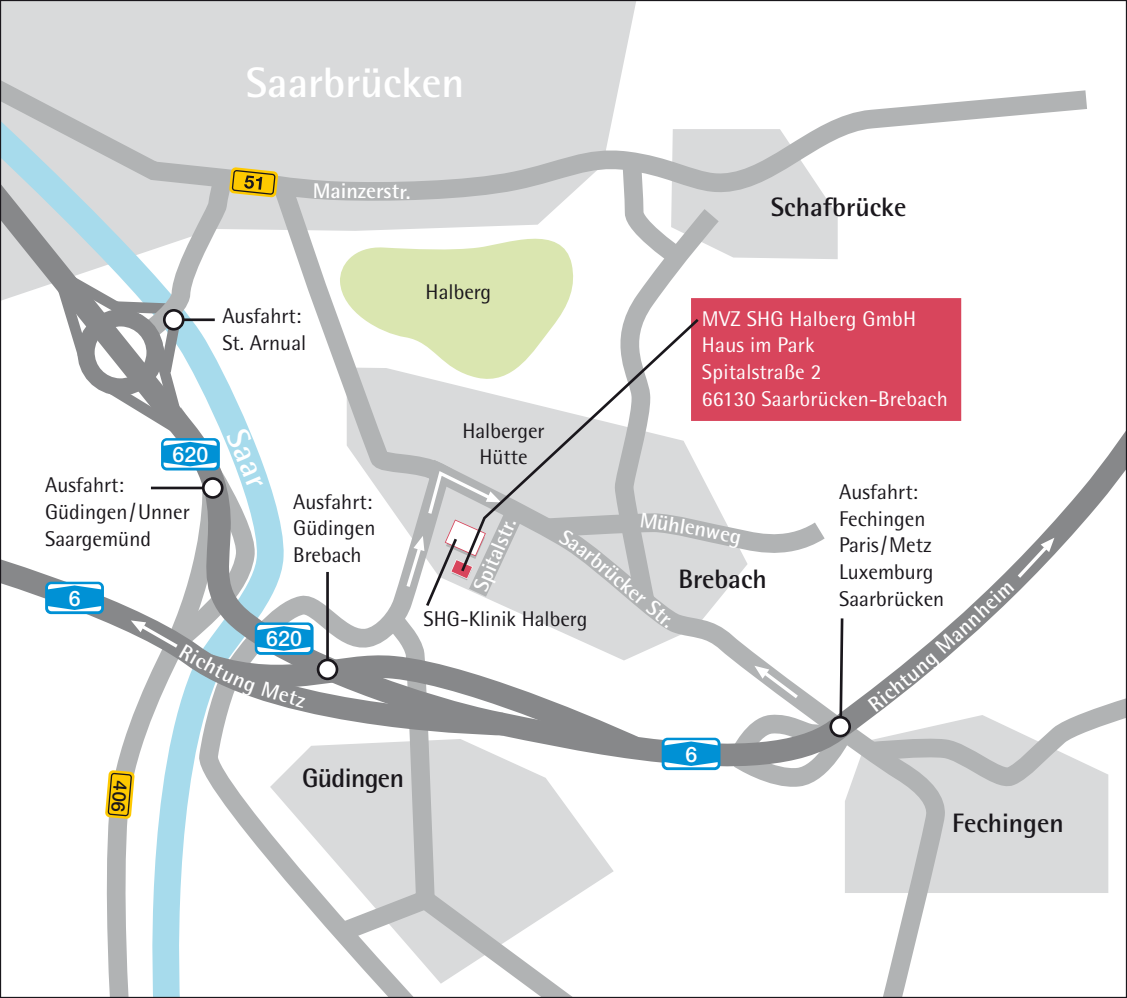 Saarbrücken
51
Mainzerstr.
Schafbrücke
Halberg
Ausfahrt:
St. Arnual
MVZ SHG Halberg GmbH
Haus im Park
Spitalstraße 2
66130 Saarbrücken-Brebach
Saar
620
Halberger
Hütte
Ausfahrt:
Güdingen/Unner
Saargemünd
Ausfahrt:
Güdingen
Brebach
Ausfahrt:
Fechingen
Paris/Metz
Luxemburg
Saarbrücken
Mühlenweg
Spitalstr.
Saarbrücker Str.
Brebach
SHG-Klinik Halberg
6
620
Richtung Metz
Richtung Mannheim
6
406
Güdingen
Fechingen